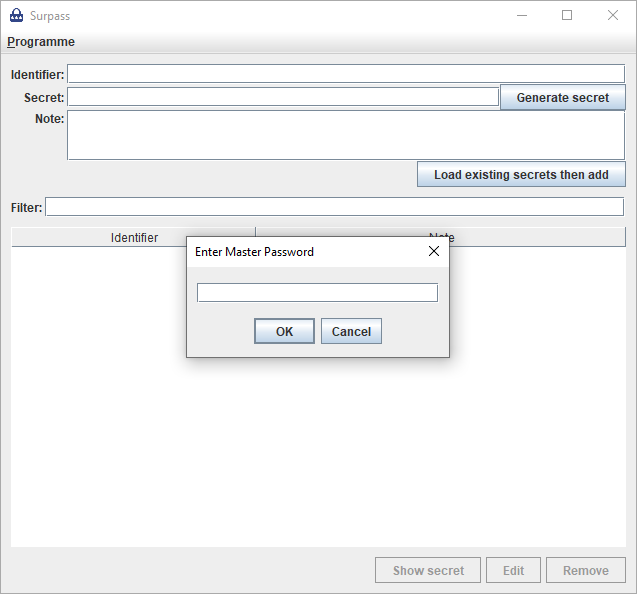 Surpass
Programme
Identifier:
Secret:
Generate secret
Note:
Load existing secrets then add
Filter:
Identifier
Note
Enter Master Password
OK
Cancel
Show secret
Edit
Remove